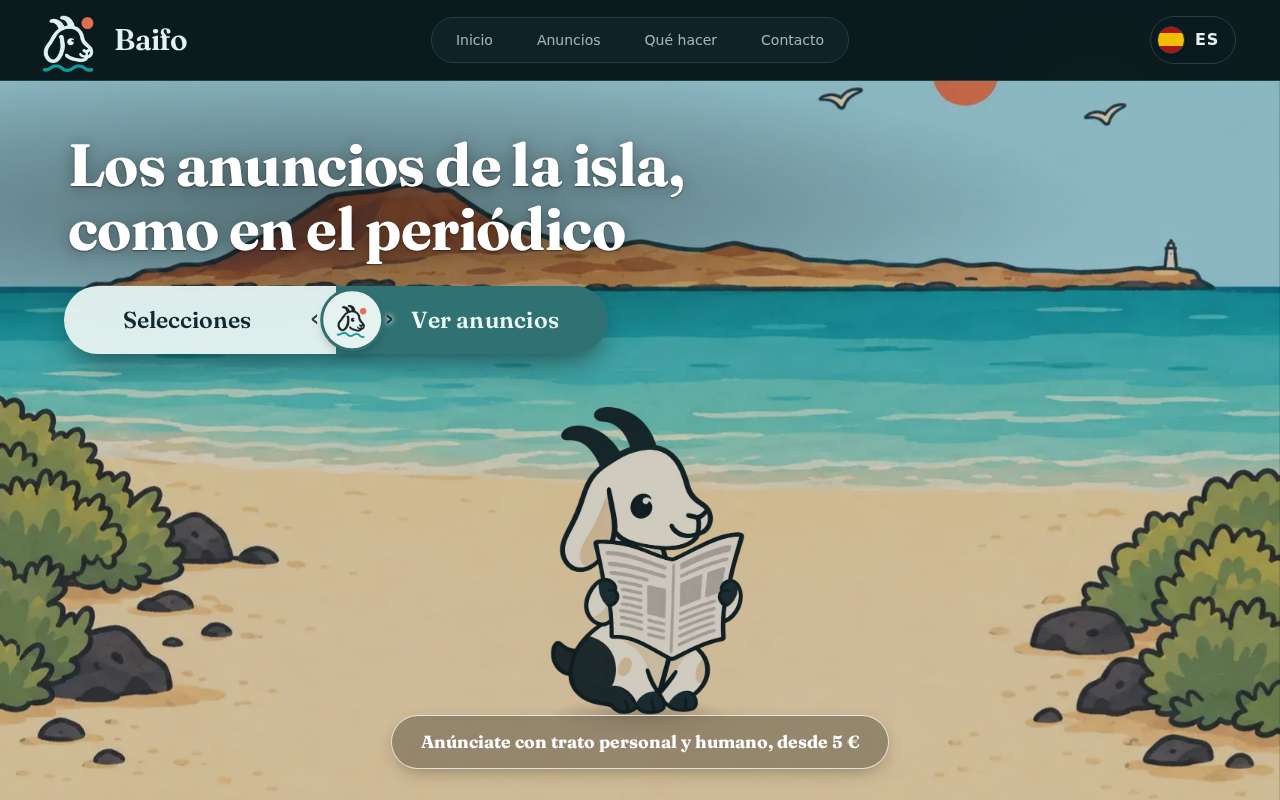 Baifo
Inicio
Anuncios
Qué hacer
Contacto
ES
Los anuncios de la isla,
como en el periódico
Selecciones
‹
›
Ver anuncios
Anúnciate con trato personal y humano, desde 5 €